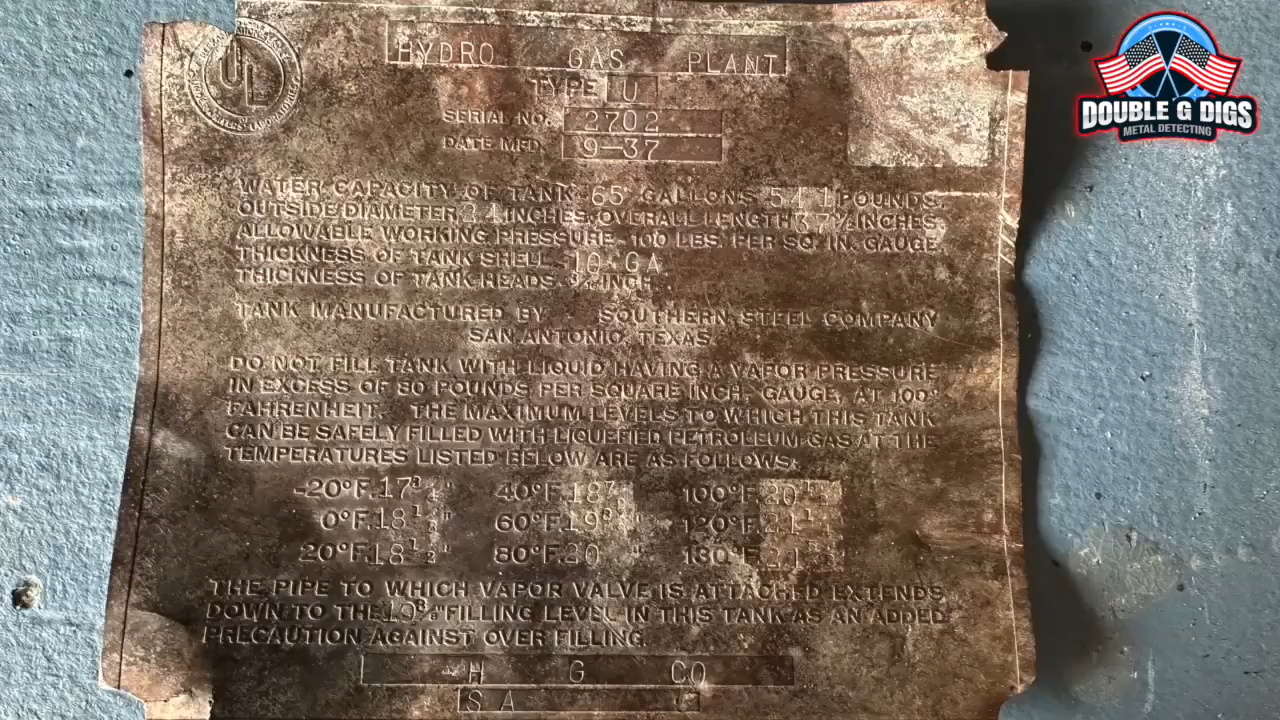 UL
HYDRO GAS PLANT
TYPE U
SERIAL NO. 2702
DATE MFD. 9-37
WATER CAPACITY OF TANK 65 GALLONS 541 POUNDS
OUTSIDE DIAMETER 24 INCHES. OVERALL LENGTH 37½ INCHES
ALLOWABLE WORKING PRESSURE - 100 LBS. PER SQ. IN. GAUGE
THICKNESS OF TANK SHELL 10 GA
THICKNESS OF TANK HEADS INCH
TANK MANUFACTURED BY SOUTHERN STEEL COMPANY
SAN ANTONIO, TEXAS.
DO NOT FILL TANK WITH LIQUID HAVING A VAPOR PRESSURE
IN EXCESS OF 80 POUNDS PER SQUARE INCH, GAUGE, AT 100°
FAHRENHEIT. THE MAXIMUM LEVELS TO WHICH THIS TANK
CAN BE SAFELY FILLED WITH LIQUEFIED PETROLEUM GAS AT THE
TEMPERATURES LISTED BELOW ARE AS FOLLOWS:
-20°F. 17¾" 40°F. 100°F.
0°F. 18 60°F. 120°F.
20°F. 18½" 80°F. 20 130°F.
THE PIPE TO WHICH VAPOR VALVE IS ATTACHED EXTENDS
DOWN TO THE FILLING LEVEL IN THIS TANK AS AN ADDED
PRECAUTION AGAINST OVER FILLING.
H G CO
S A
DOUBLE G DIGS
METAL DETECTING